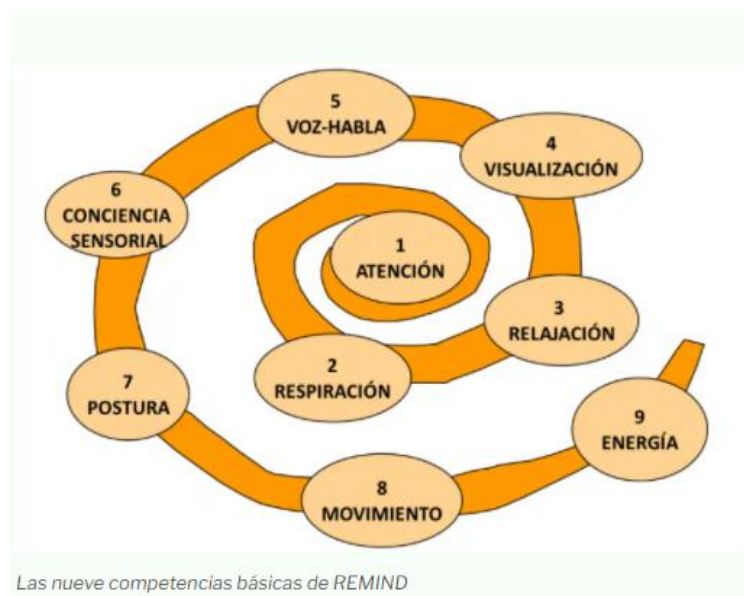 5
VOZ-HABLA
4
VISUALIZACIÓN
6
CONCIENCIA
SENSORIAL
1
ATENCIÓN
3
RELAJACIÓN
2
RESPIRACIÓN
7
POSTURA
9
ENERGÍA
8
MOVIMIENTO
Las nueve competencias básicas de REMIND